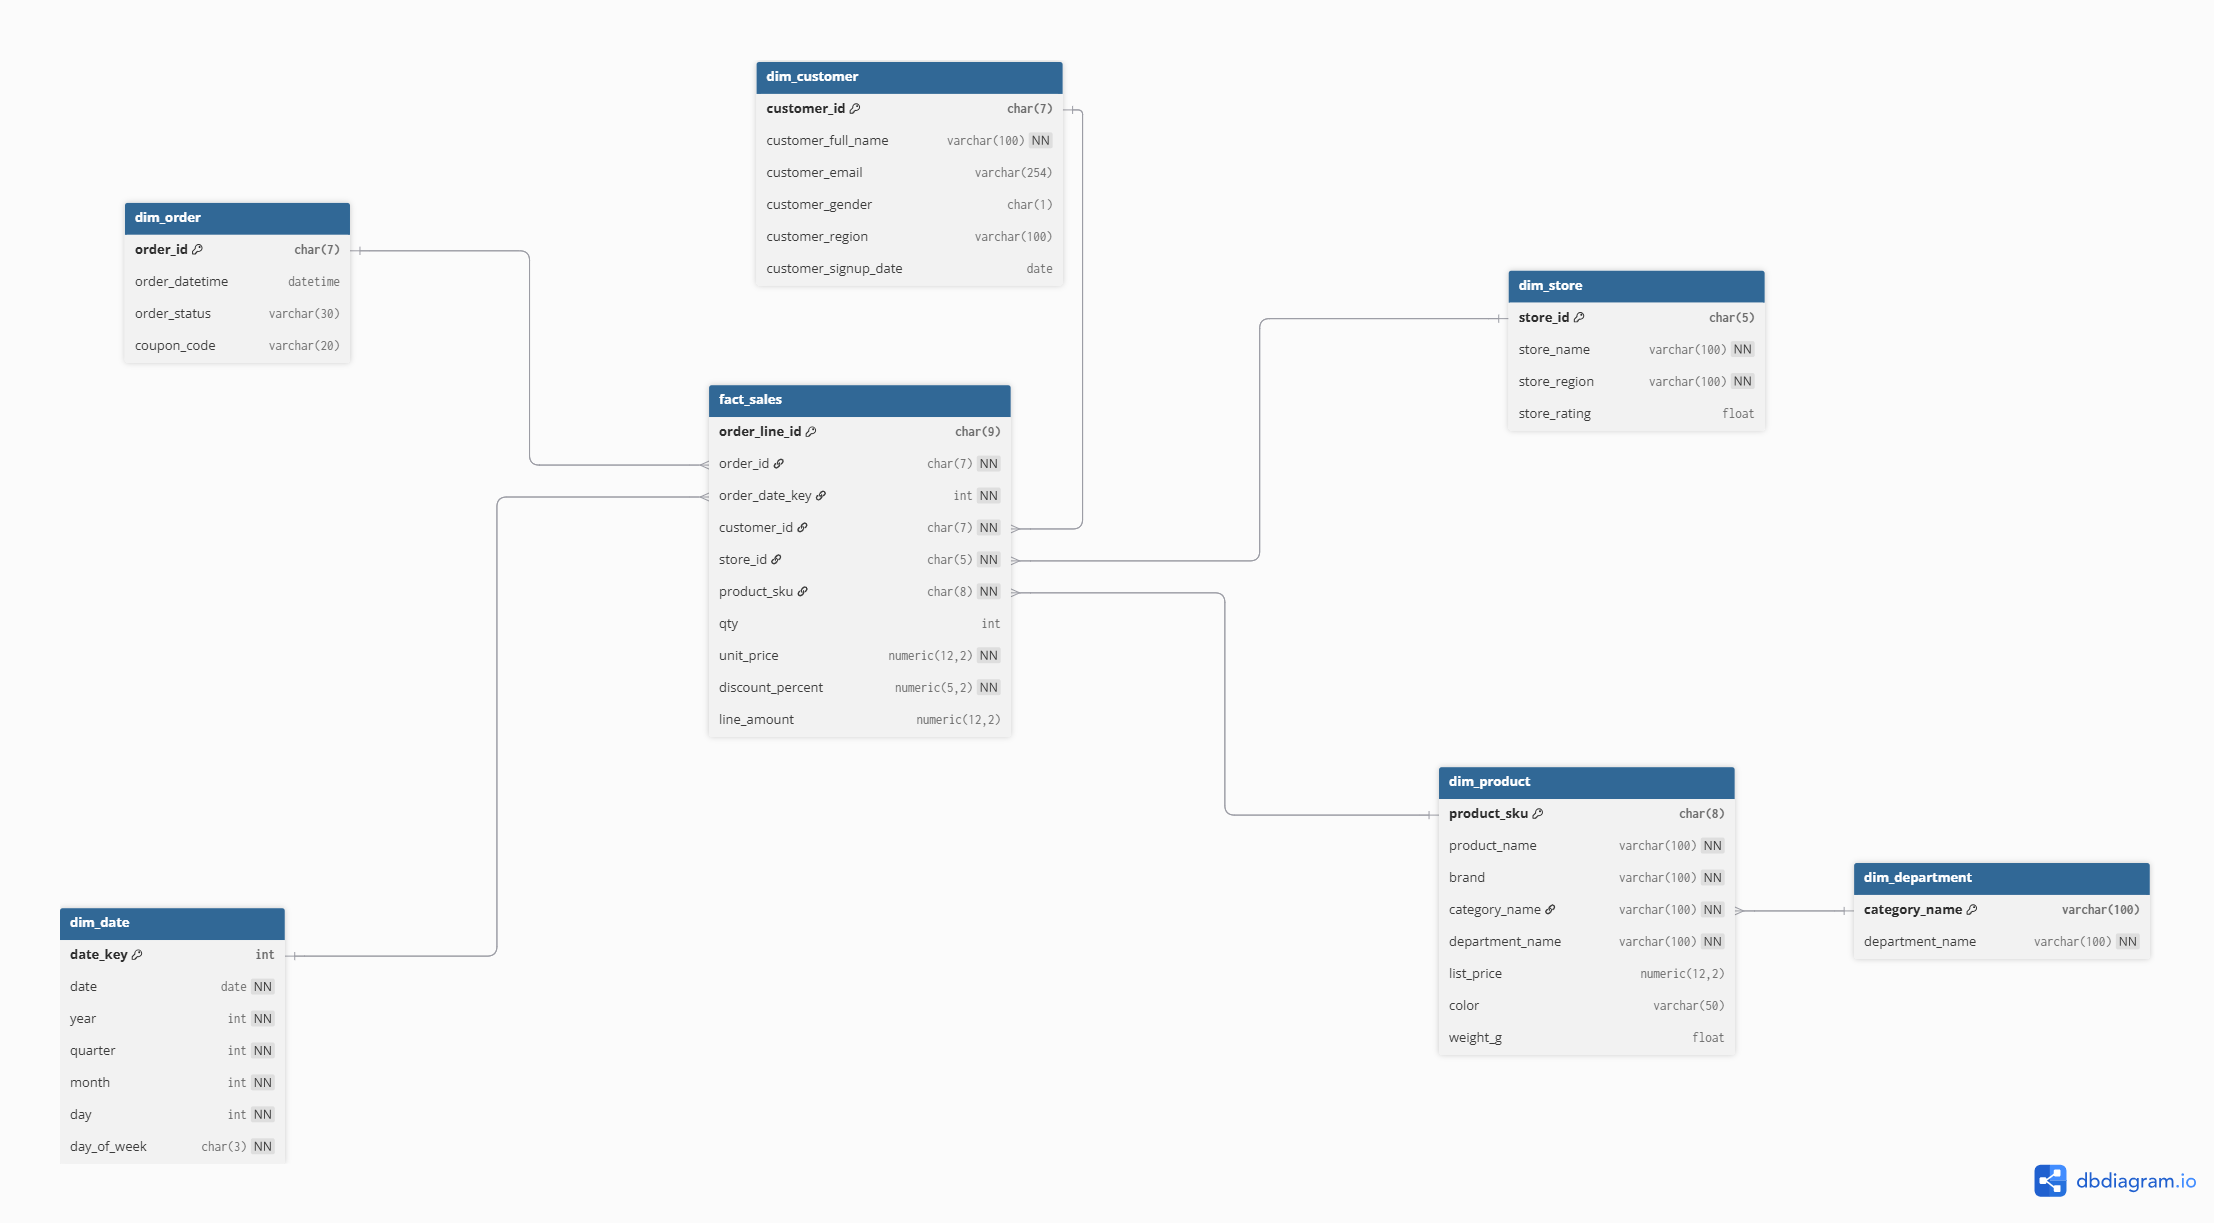 dim_customer
customer_id char(7)
customer_full_name varchar(100) NN
customer_email varchar(254)
customer_gender char(1)
customer_region varchar(100)
customer_signup_date date
dim_order
order_id char(7)
order_datetime datetime
order_status varchar(30)
coupon_code varchar(20)
dim_store
store_id char(5)
store_name varchar(100) NN
store_region varchar(100) NN
store_rating float
fact_sales
order_line_id char(9)
order_id char(7) NN
order_date_key int NN
customer_id char(7) NN
store_id char(5) NN
product_sku char(8) NN
qty int
unit_price numeric(12,2) NN
discount_percent numeric(5,2) NN
line_amount numeric(12,2)
dim_product
product_sku char(8)
product_name varchar(100) NN
brand varchar(100) NN
category_name varchar(100) NN
department_name varchar(100) NN
list_price numeric(12,2)
color varchar(50)
weight_g float
dim_department
category_name varchar(100)
department_name varchar(100) NN
dim_date
date_key int
date date NN
year int NN
quarter int NN
month int NN
day int NN
day_of_week char(3) NN
dbdiagram.io